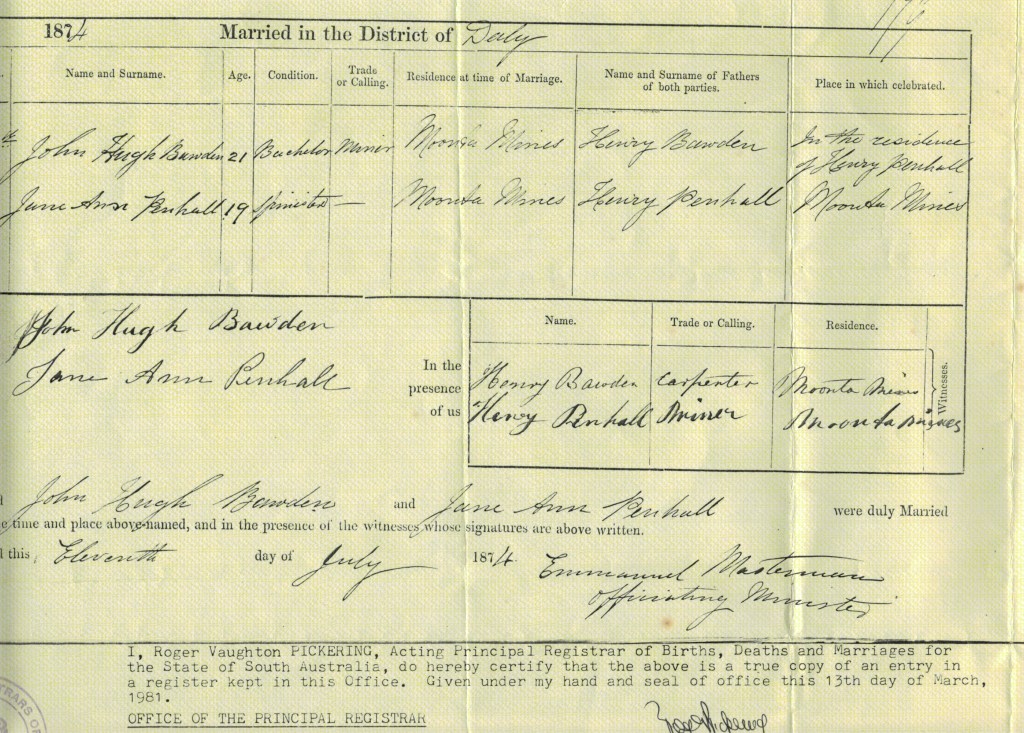 1874 Married in the District of Daly
Name and Surname. Age. Condition. Trade or Calling. Residence at time of Marriage. Name and Surname of Fathers of both parties. Place in which celebrated.
John Hugh Bawden 21 Bachelor Miner Moonta Mines Henry Bawden In the residence of Henry Penhall
Jane Ann Penhall 19 Spinster — Moonta Mines Henry Penhall Moonta Mines
John Hugh Bawden
Jane Ann Penhall
In the presence of us
Name. Trade or Calling. Residence.
Henry Bawden Carpenter Moonta Mines
Henry Penhall Miner Moonta Mines
Witnesses.
John Hugh Bawden and Jane Ann Penhall were duly Married
time and place above-named, and in the presence of the witnesses whose signatures are above written.
this Eleventh day of July 1874
Emmanuel Masterman
Officiating Minister
I, Roger Vaughton PICKERING, Acting Principal Registrar of Births, Deaths and Marriages for
the State of South Australia, do hereby certify that the above is a true copy of an entry in
a register kept in this Office. Given under my hand and seal of office this 13th day of March,
1981.
OFFICE OF THE PRINCIPAL REGISTRAR